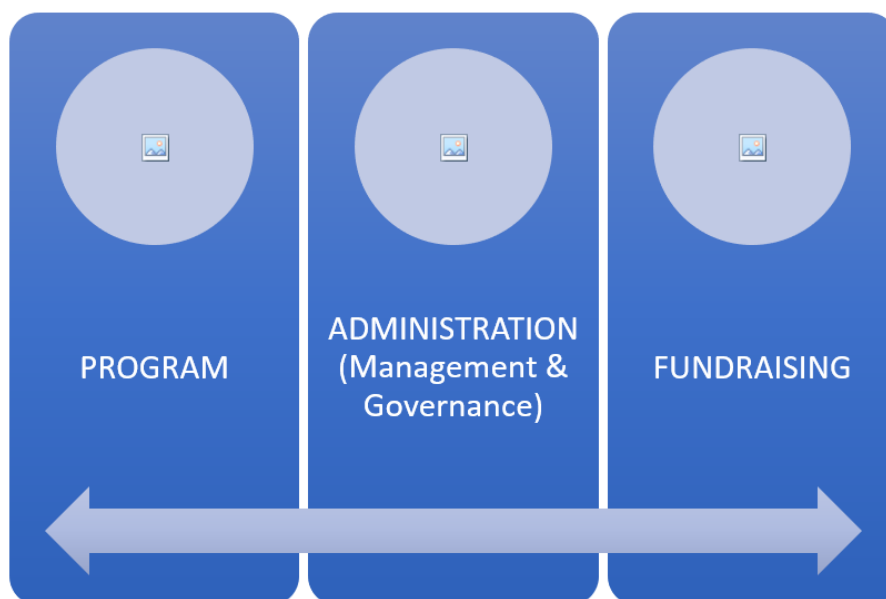 PROGRAM
ADMINISTRATION
(Management &
Governance)
FUNDRAISING